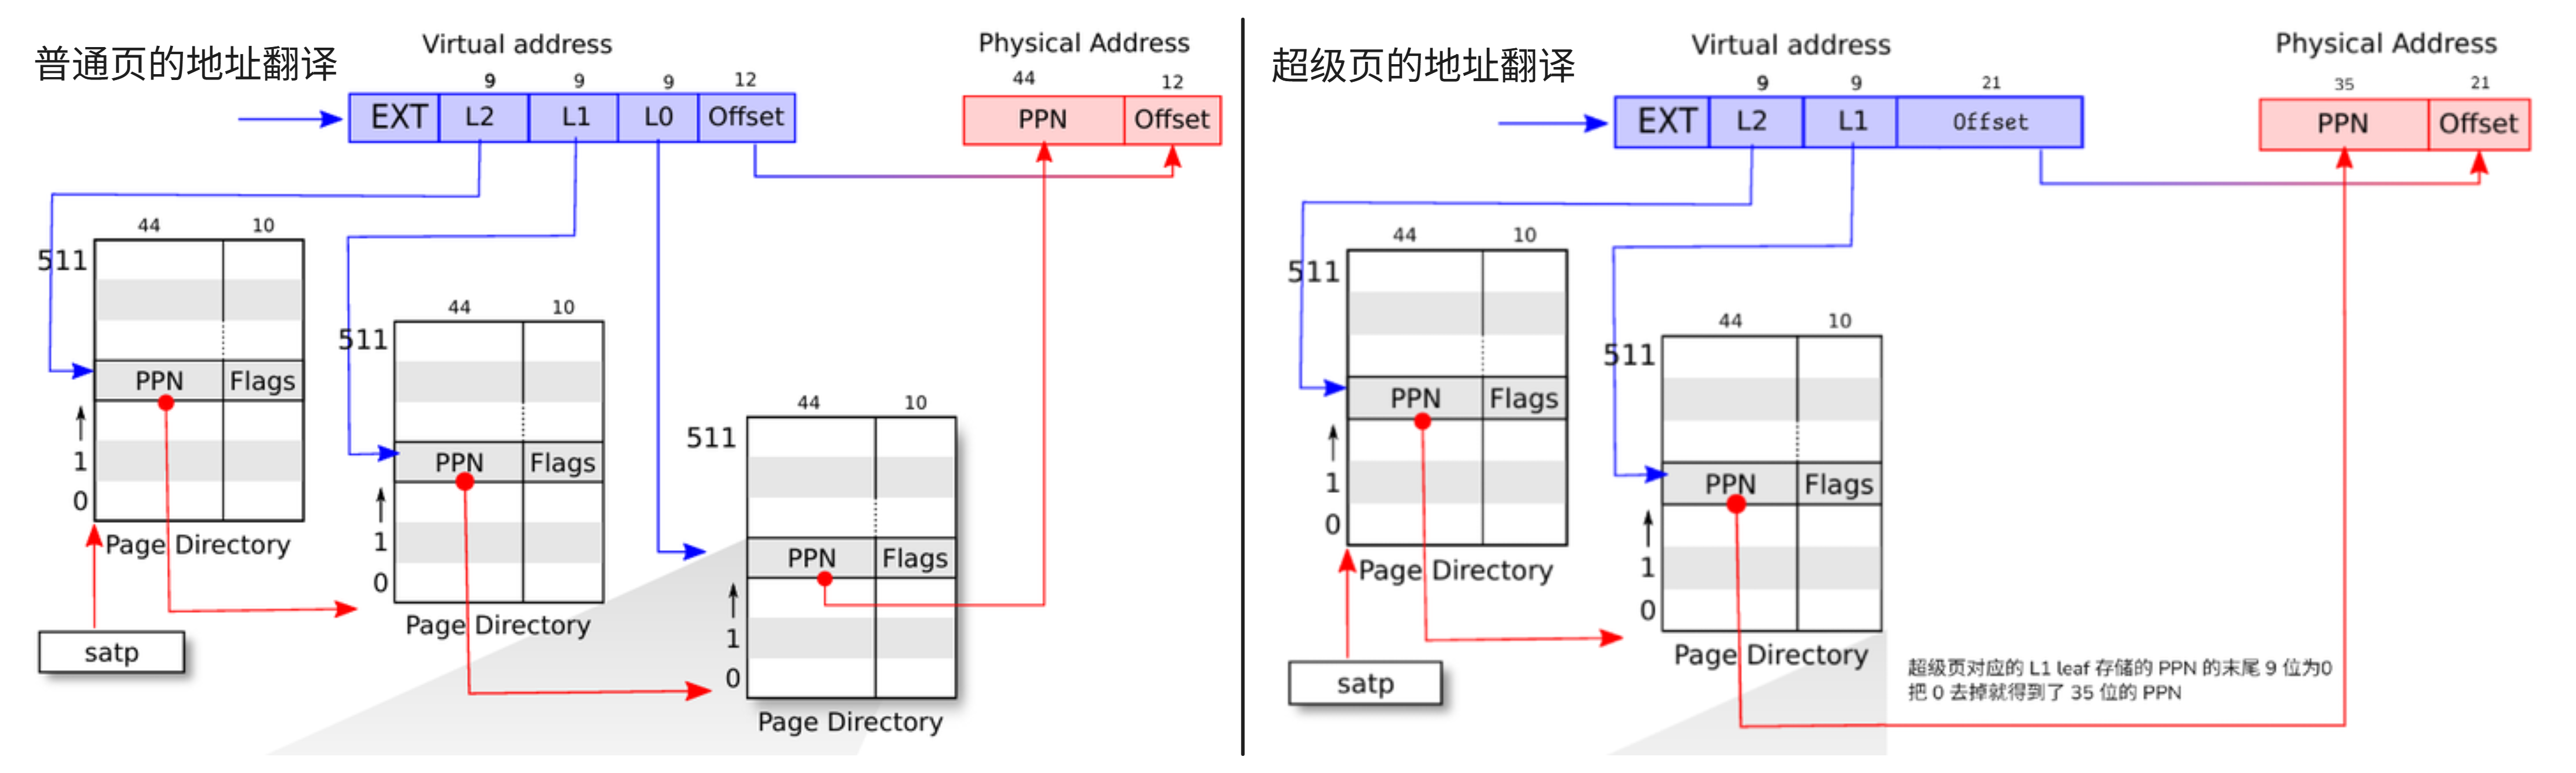 普通页的地址翻译
Virtual address
Physical Address
9 9 9 12
44 12
EXT L2 L1 L0 Offset
PPN Offset
44 10
511
PPN Flags
1
0
Page Directory
satp
44 10
511
PPN Flags
1
0
Page Directory
44 10
511
PPN Flags
1
0
Page Directory
超级页的地址翻译
Virtual address
Physical Address
9 9 21
35 21
EXT L2 L1 Offset
PPN Offset
44 10
511
PPN Flags
1
0
Page Directory
satp
44 10
511
PPN Flags
1
0
Page Directory
超级页对应的 L1 leaf 存储的 PPN 的末尾 9 位为0
把 0 去掉就得到了 35 位的 PPN